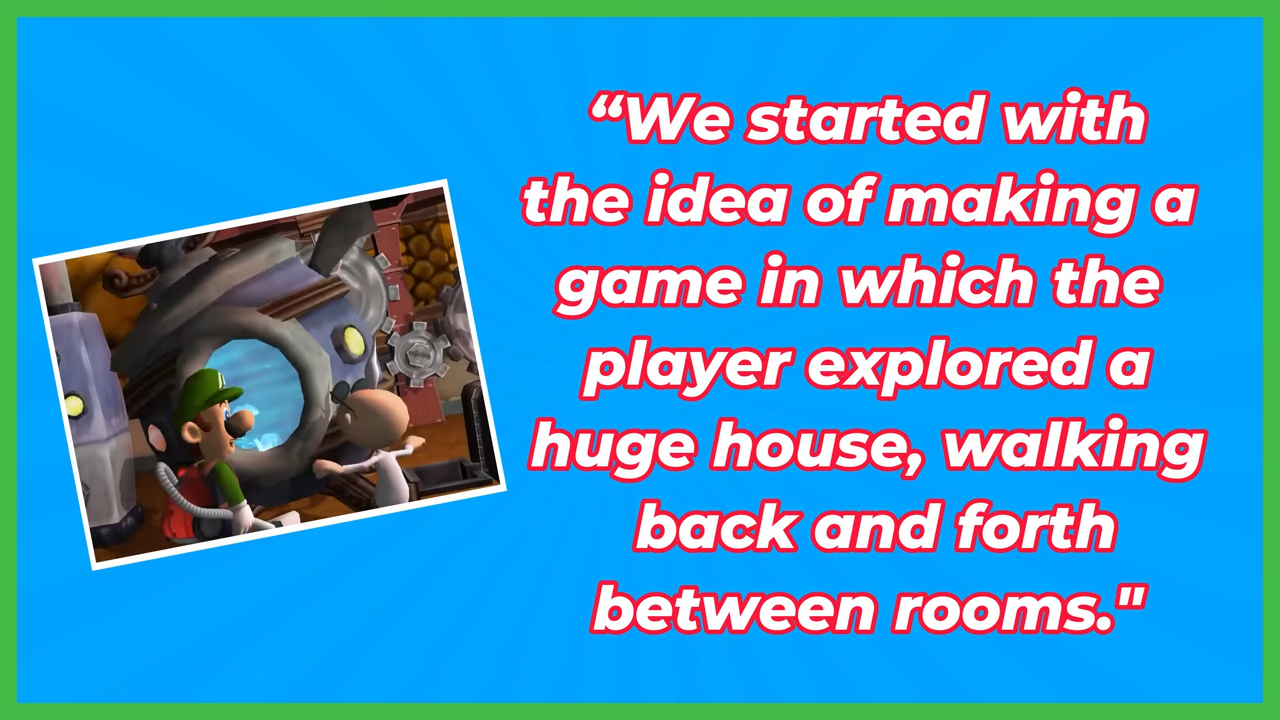 “We started with
the idea of making a
game in which the
player explored a
huge house, walking
back and forth
between rooms."